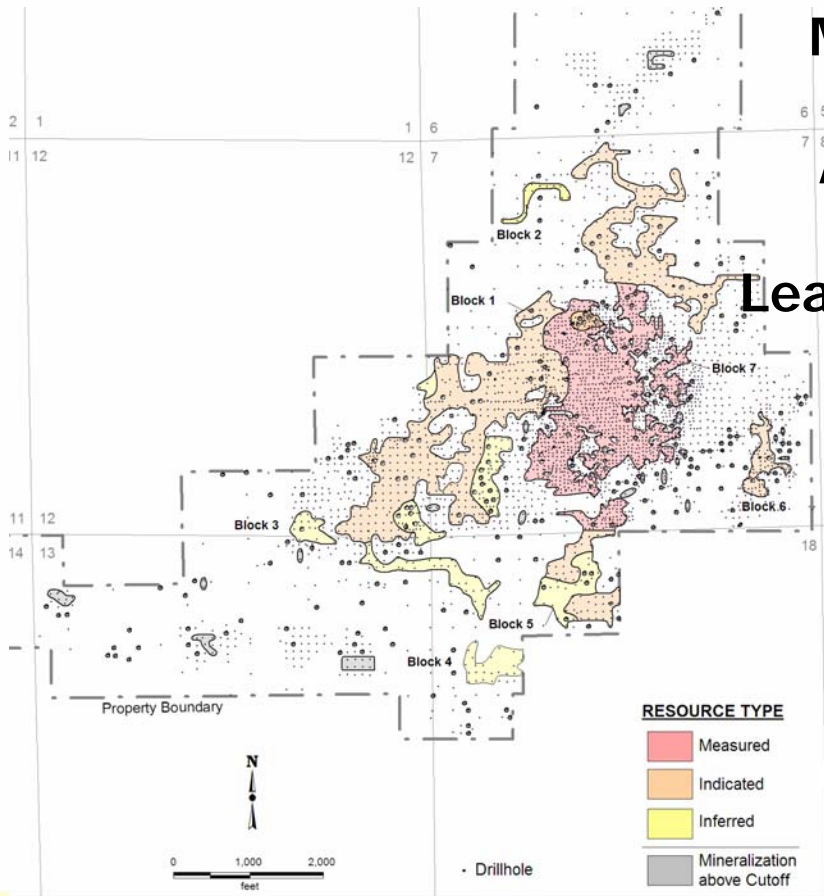 M
2 1
1 6
6 5
11 12
12 7
7 8
A
Block 2
Lea
Block 1
Block 7
Block 6
11 12
Block 3
7
14 13
18
Block 5
Block 4
Property Boundary
RESOURCE TYPE
Measured
Indicated
Inferred
Mineralization
above Cutoff
N
0 1,000 2,000
feet
Drillhole